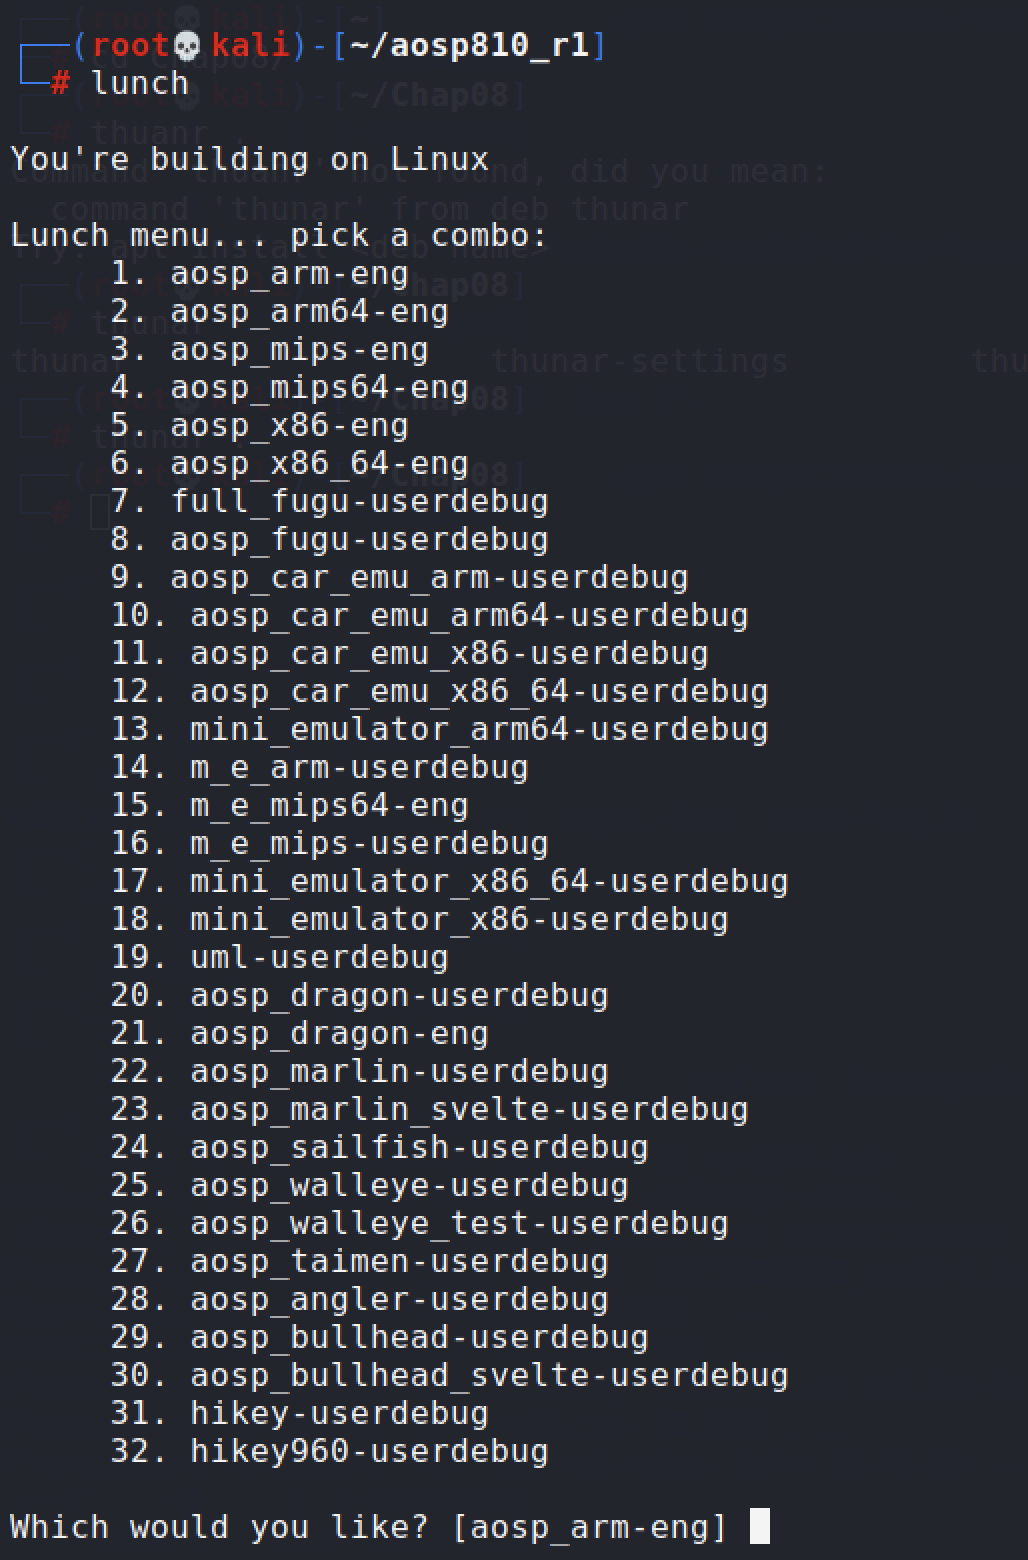 (root💀kali)-[~/aosp810_r1]
# lunch
You're building on Linux
Lunch menu... pick a combo:
1. aosp_arm-eng
2. aosp_arm64-eng
3. aosp_mips-eng
4. aosp_mips64-eng
5. aosp_x86-eng
6. aosp_x86_64-eng
7. full_fugu-userdebug
8. aosp_fugu-userdebug
9. aosp_car_emu_arm-userdebug
10. aosp_car_emu_arm64-userdebug
11. aosp_car_emu_x86-userdebug
12. aosp_car_emu_x86_64-userdebug
13. mini_emulator_arm64-userdebug
14. m_e_arm-userdebug
15. m_e_mips64-eng
16. m_e_mips-userdebug
17. mini_emulator_x86_64-userdebug
18. mini_emulator_x86-userdebug
19. uml-userdebug
20. aosp_dragon-userdebug
21. aosp_dragon-eng
22. aosp_marlin-userdebug
23. aosp_marlin_svelte-userdebug
24. aosp_sailfish-userdebug
25. aosp_walleye-userdebug
26. aosp_walleye_test-userdebug
27. aosp_taimen-userdebug
28. aosp_angler-userdebug
29. aosp_bullhead-userdebug
30. aosp_bullhead_svelte-userdebug
31. hikey-userdebug
32. hikey960-userdebug
Which would you like? [aosp_arm-eng]